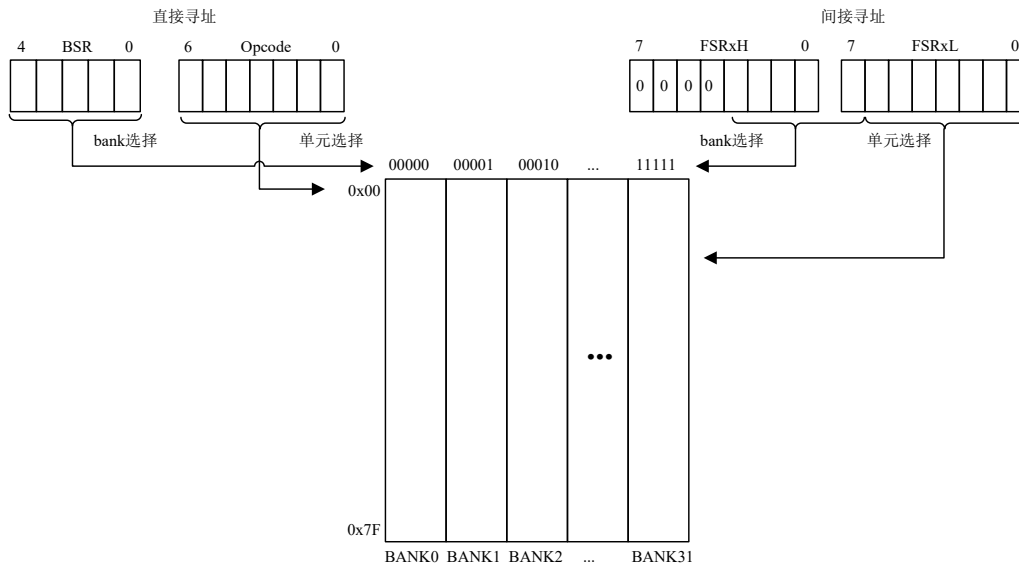 直接寻址
间接寻址
4 BSR 0
6 Opcode 0
7 FSRxH 0
7 FSRxL 0
0 0 0 0
bank选择
单元选择
bank选择
单元选择
00000 00001 00010 ... 11111
0x00
...
0x7F
BANK0 BANK1 BANK2 ... BANK31